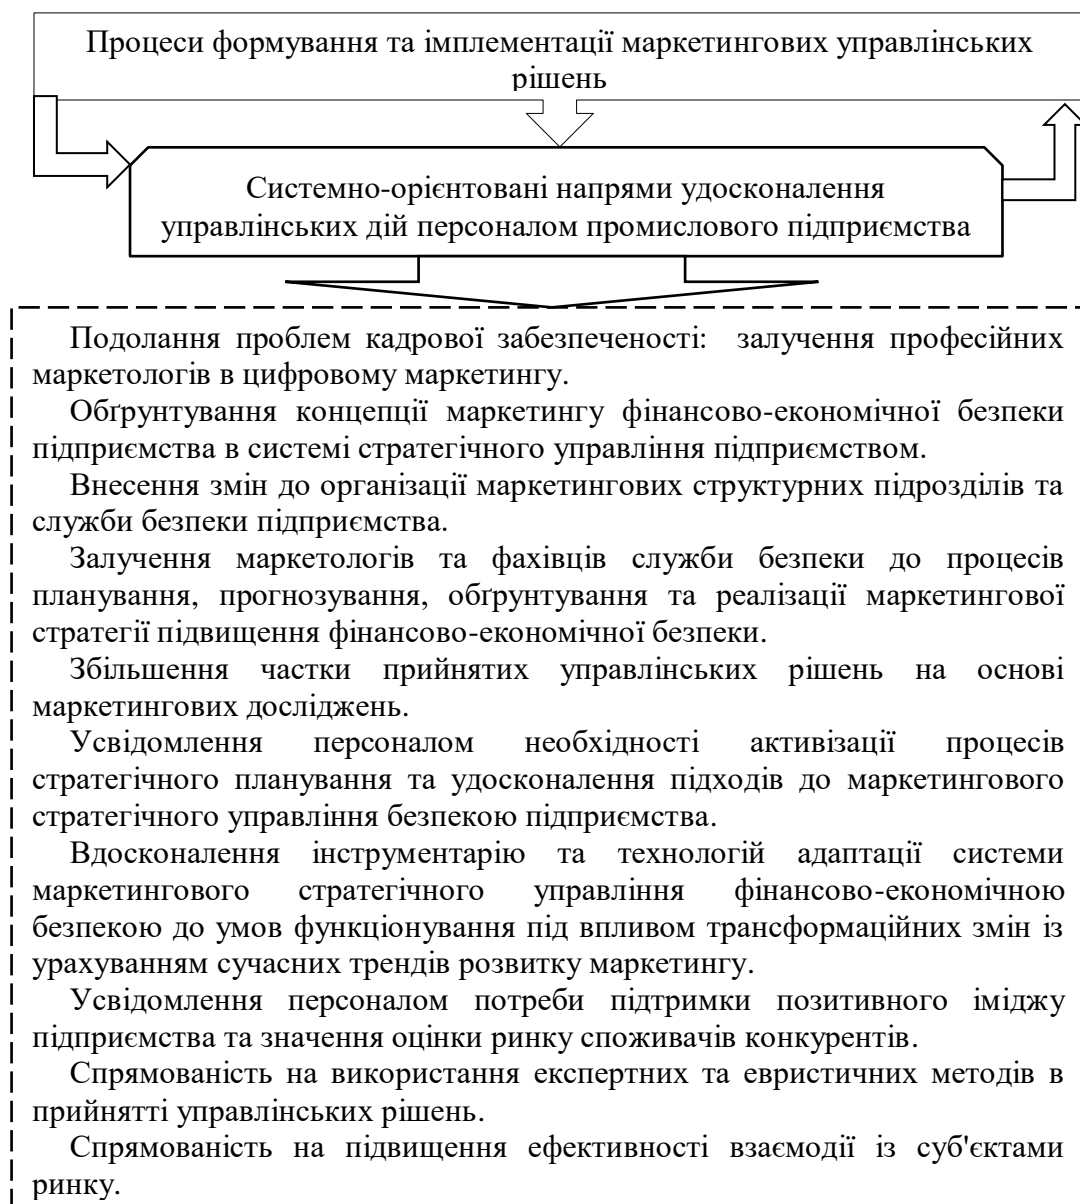 Процеси формування та імплементації маркетингових управлінських
рішень
Системно-орієнтовані напрями удосконалення
управлінських дій персоналом промислового підприємства
Подолання проблем кадрової забезпеченості: залучення професійних
маркетологів в цифровому маркетингу.
Обґрунтування концепції маркетингу фінансово-економічної безпеки
підприємства в системі стратегічного управління підприємством.
Внесення змін до організації маркетингових структурних підрозділів та
служби безпеки підприємства.
Залучення маркетологів та фахівців служби безпеки до процесів
планування, прогнозування, обґрунтування та реалізації маркетингової
стратегії підвищення фінансово-економічної безпеки.
Збільшення частки прийнятих управлінських рішень на основі
маркетингових досліджень.
Усвідомлення персоналом необхідності активізації процесів
стратегічного планування та удосконалення підходів до маркетингового
стратегічного управління безпекою підприємства.
Вдосконалення інструментарію та технологій адаптації системи
маркетингового стратегічного управління фінансово-економічною
безпекою до умов функціонування під впливом трансформаційних змін із
урахуванням сучасних трендів розвитку маркетингу.
Усвідомлення персоналом потреби підтримки позитивного іміджу
підприємства та значення оцінки ринку споживачів конкурентів.
Спрямованість на використання експертних та евристичних методів в
прийнятті управлінських рішень.
Спрямованість на підвищення ефективності взаємодії із суб'єктами
ринку.